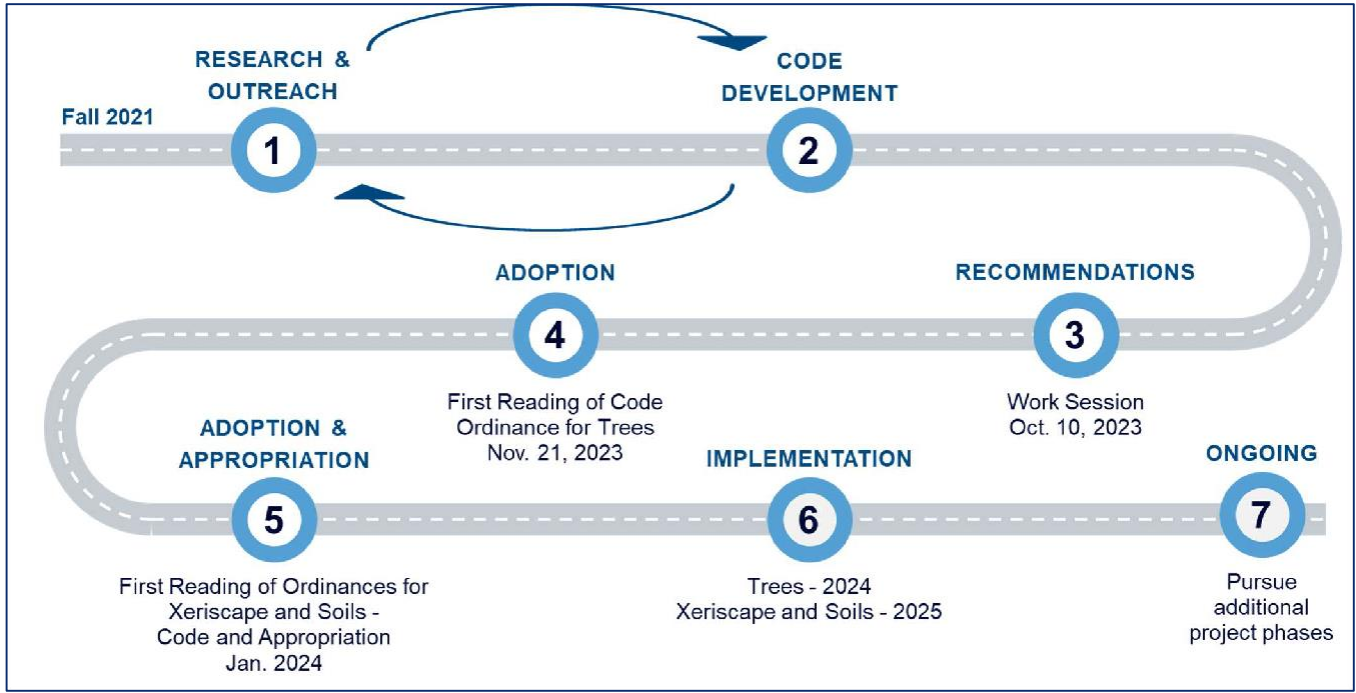 RESEARCH &
OUTREACH
CODE
DEVELOPMENT
Fall 2021
1
2
RECOMMENDATIONS
3
Work Session
Oct. 10, 2023
ADOPTION
4
First Reading of Code
Ordinance for Trees
Nov. 21, 2023
ADOPTION &
APPROPRIATION
5
First Reading of Ordinances for
Xeriscape and Soils -
Code and Appropriation
Jan. 2024
IMPLEMENTATION
6
Trees - 2024
Xeriscape and Soils - 2025
ONGOING
7
Pursue
additional
project phases